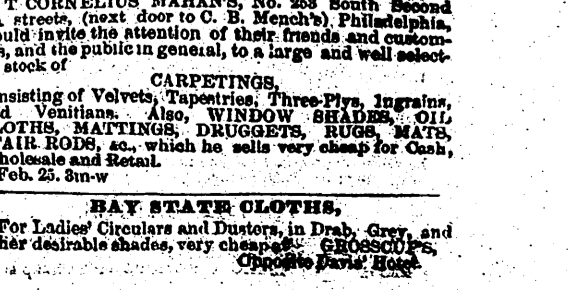 T CORNELIUS MAHAN'S, No. 253 South Second
streets, (next door to C. B. Mench's), Philadelphia,
ould invite the attention of their friends and custom-
s, and the public in general, to a large and well select-
stock of
CARPETINGS,
nsisting of Velvets, Tapestries, Three-Plys, Ingrains,
d Venitians. Also, WINDOW SHADES, OIL
LOTHS, MATTINGS, DRUGGETS, RUGS, MATS,
TAIR RODS, &c., which he sells very cheap for Cash,
holesale and Retail.
Feb. 25. 3m-w
BAY STATE CLOTHS,
For Ladies' Circulars and Dusters, in Drab, Grey, and
her desirable shades, very cheap at GROSSCUP'S,
Opposite Davis' Hotel.